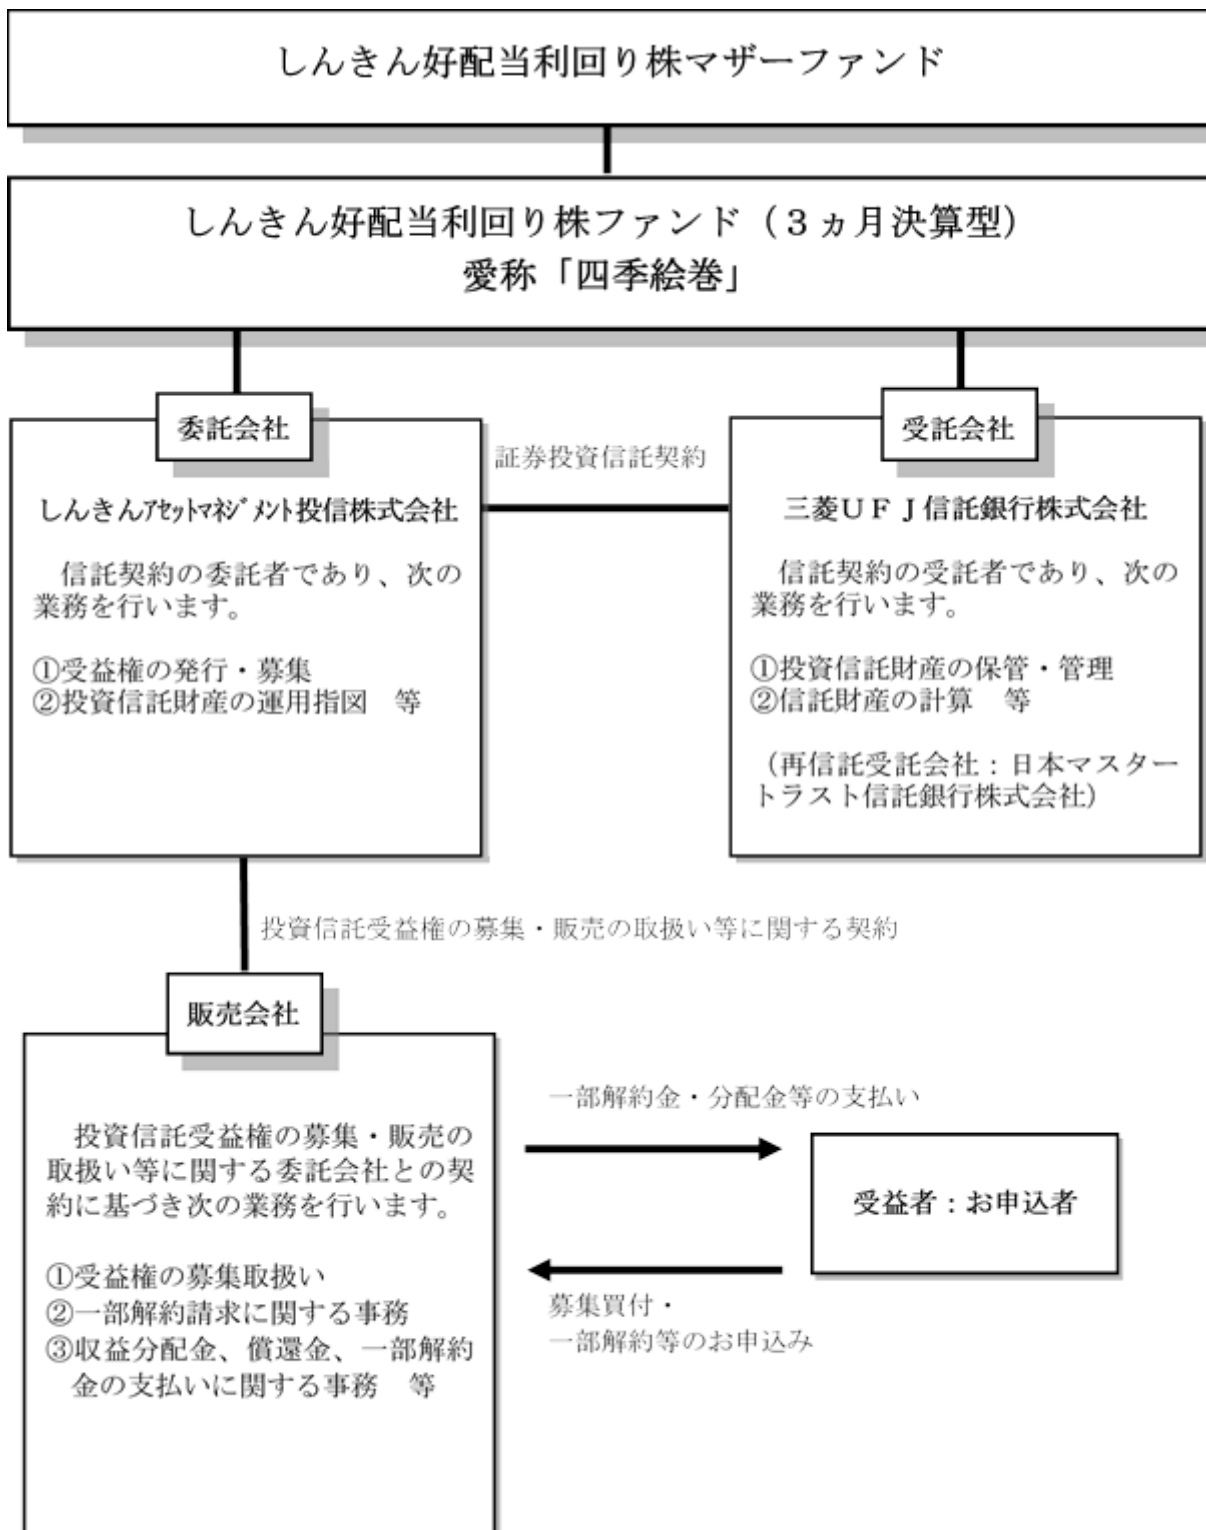 しんきん好配当利回り株マザーファンド
しんきん好配当利回り株ファンド（３ヵ月決算型）
愛称「四季絵巻」
委託会社
しんきんｱｾｯﾄﾏﾈｼﾞﾒﾝﾄ投信株式会社
信託契約の委託者であり、次の
業務を行います。
①受益権の発行・募集
②投資信託財産の運用指図　等
証券投資信託契約
受託会社
三菱ＵＦＪ信託銀行株式会社
信託契約の受託者であり、次の
業務を行います。
①投資信託財産の保管・管理
②信託財産の計算　等
（再信託受託会社：日本マスター
トラスト信託銀行株式会社）
投資信託受益権の募集・販売の取扱い等に関する契約
販売会社
投資信託受益権の募集・販売の
取扱い等に関する委託会社との契
約に基づき次の業務を行います。
①受益権の募集取扱い
②一部解約請求に関する事務
③収益分配金、償還金、一部解約
金の支払いに関する事務　等
一部解約金・分配金等の支払い
受益者：お申込者
募集買付・
一部解約等のお申込み